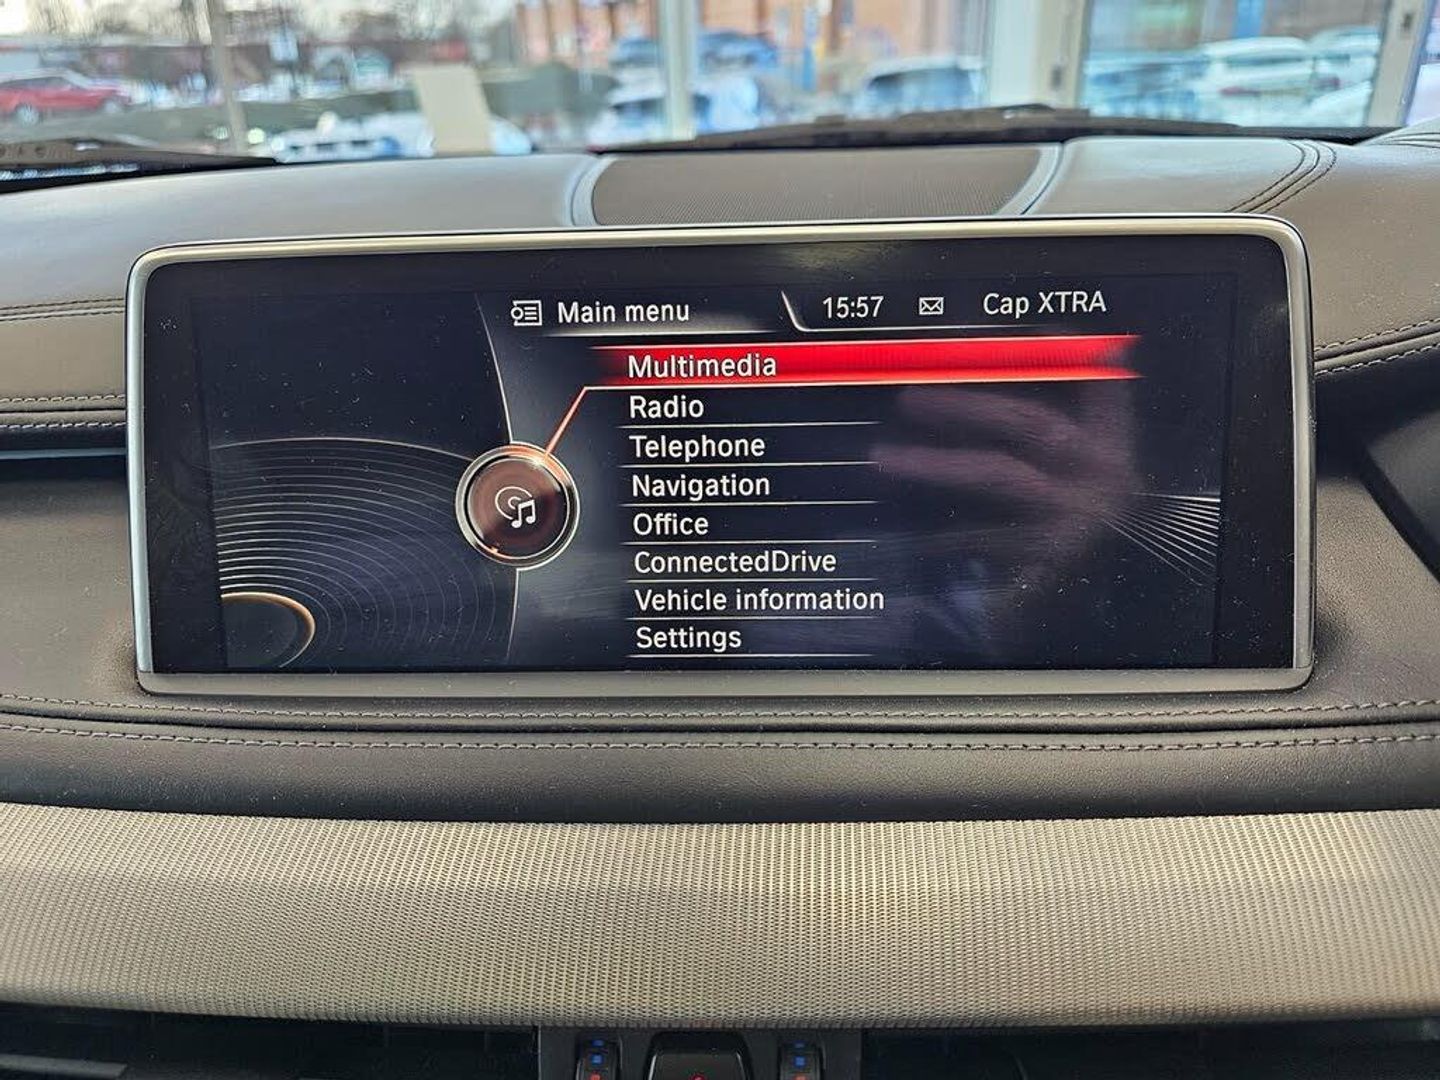 Main menu 15:57 Cap XTRA
Multimedia
Radio
Telephone
Navigation
Office
ConnectedDrive
Vehicle information
Settings